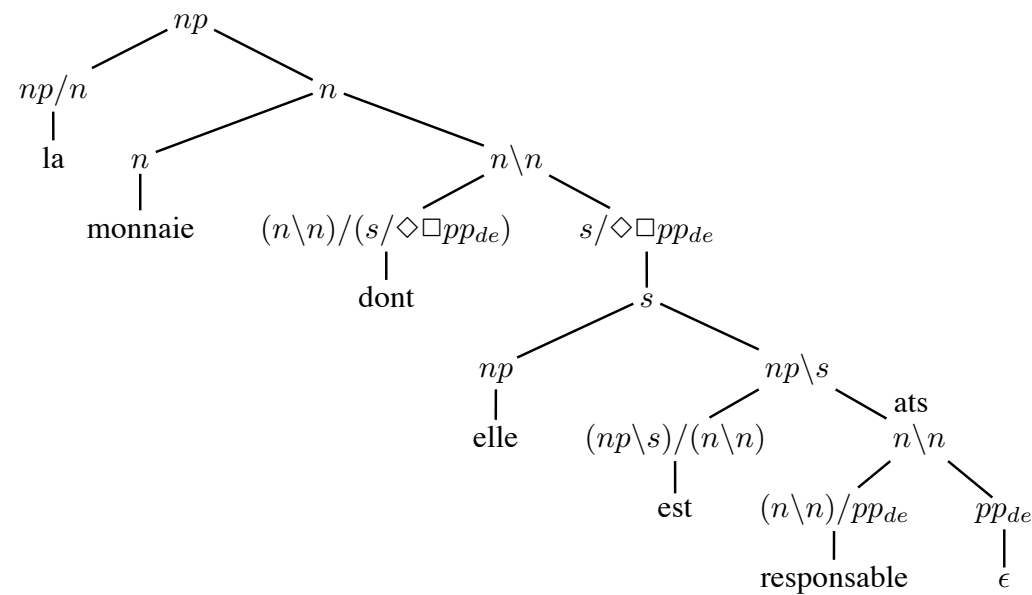 np
np/n n
la n n\n
monnaie (n\n)/(s/◇□pp_de) s/◇□pp_de
dont s
np np\s
ats
elle (np\s)/(n\n) n\n
est (n\n)/pp_de pp_de
responsable ϵ